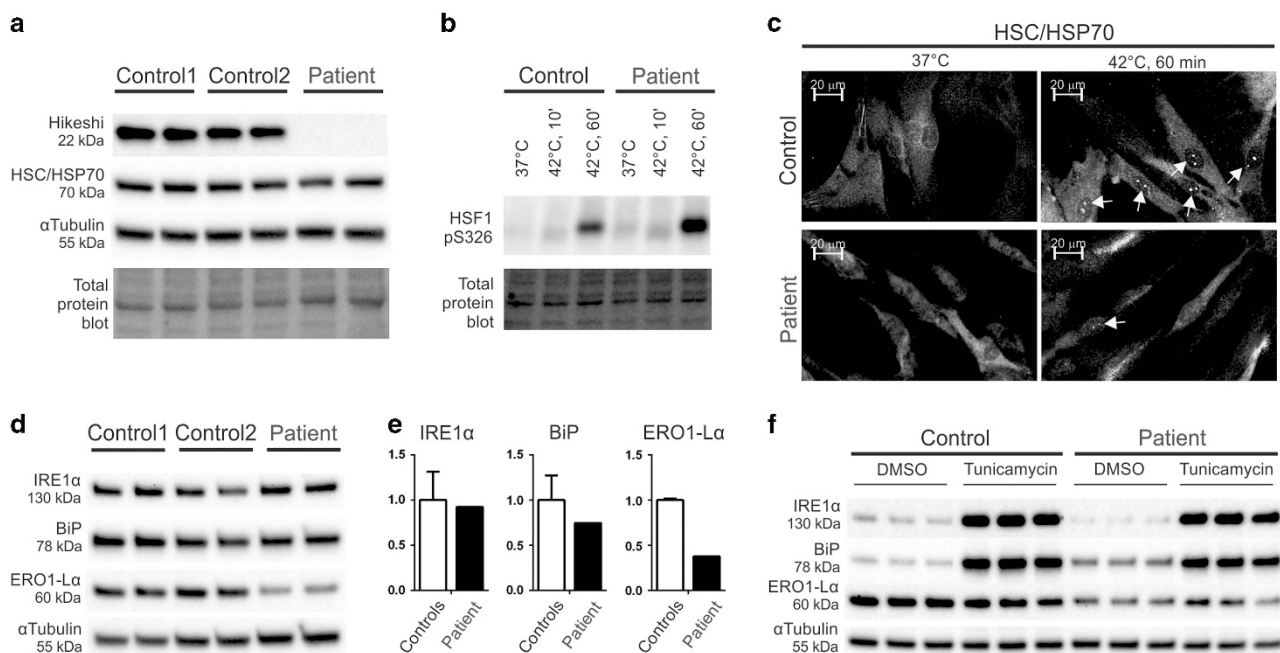 a
Control1 Control2 Patient
Hikeshi
22 kDa
HSC/HSP70
70 kDa
αTubulin
55 kDa
Total
protein
blot
b
Control Patient
37°C 42°C, 10' 42°C, 60' 37°C 42°C, 10' 42°C, 60'
HSF1
pS326
Total
protein
blot
c
HSC/HSP70
37°C 42°C, 60 min
Control
20 μm 20 μm
Patient
20 μm 20 μm
d
Control1 Control2 Patient
IRE1α
130 kDa
BiP
78 kDa
ERO1-Lα
60 kDa
αTubulin
55 kDa
e
IRE1α BiP ERO1-Lα
1.5 1.5 1.5
1.0 1.0 1.0
0.5 0.5 0.5
0.0 0.0 0.0
Controls Patient Controls Patient Controls Patient
f
Control Patient
DMSO Tunicamycin DMSO Tunicamycin
IRE1α
130 kDa
BiP
78 kDa
ERO1-Lα
60 kDa
αTubulin
55 kDa